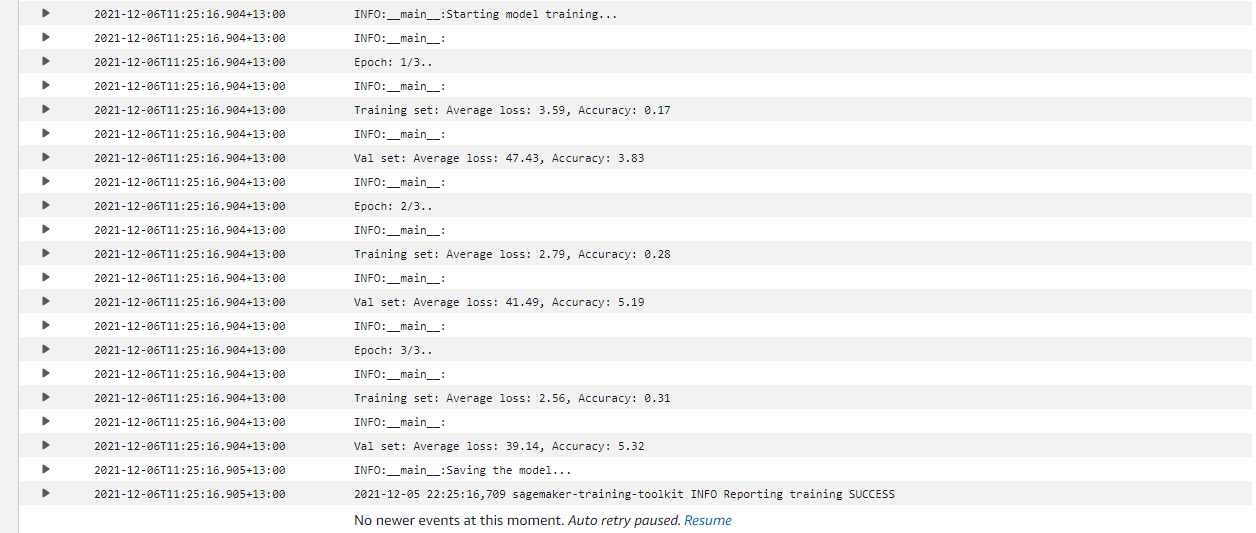 2021-12-06T11:25:16.904+13:00 INFO:__main__:Starting model training...
2021-12-06T11:25:16.904+13:00 INFO:__main__:
2021-12-06T11:25:16.904+13:00 Epoch: 1/3..
2021-12-06T11:25:16.904+13:00 INFO:__main__:
2021-12-06T11:25:16.904+13:00 Training set: Average loss: 3.59, Accuracy: 0.17
2021-12-06T11:25:16.904+13:00 INFO:__main__:
2021-12-06T11:25:16.904+13:00 Val set: Average loss: 47.43, Accuracy: 3.83
2021-12-06T11:25:16.904+13:00 INFO:__main__:
2021-12-06T11:25:16.904+13:00 Epoch: 2/3..
2021-12-06T11:25:16.904+13:00 INFO:__main__:
2021-12-06T11:25:16.904+13:00 Training set: Average loss: 2.79, Accuracy: 0.28
2021-12-06T11:25:16.904+13:00 INFO:__main__:
2021-12-06T11:25:16.904+13:00 Val set: Average loss: 41.49, Accuracy: 5.19
2021-12-06T11:25:16.904+13:00 INFO:__main__:
2021-12-06T11:25:16.904+13:00 Epoch: 3/3..
2021-12-06T11:25:16.904+13:00 INFO:__main__:
2021-12-06T11:25:16.904+13:00 Training set: Average loss: 2.56, Accuracy: 0.31
2021-12-06T11:25:16.904+13:00 INFO:__main__:
2021-12-06T11:25:16.904+13:00 Val set: Average loss: 39.14, Accuracy: 5.32
2021-12-06T11:25:16.905+13:00 INFO:__main__:Saving the model...
2021-12-06T11:25:16.905+13:00 2021-12-05 22:25:16,709 sagemaker-training-toolkit INFO Reporting training SUCCESS
No newer events at this moment. Auto retry paused. Resume